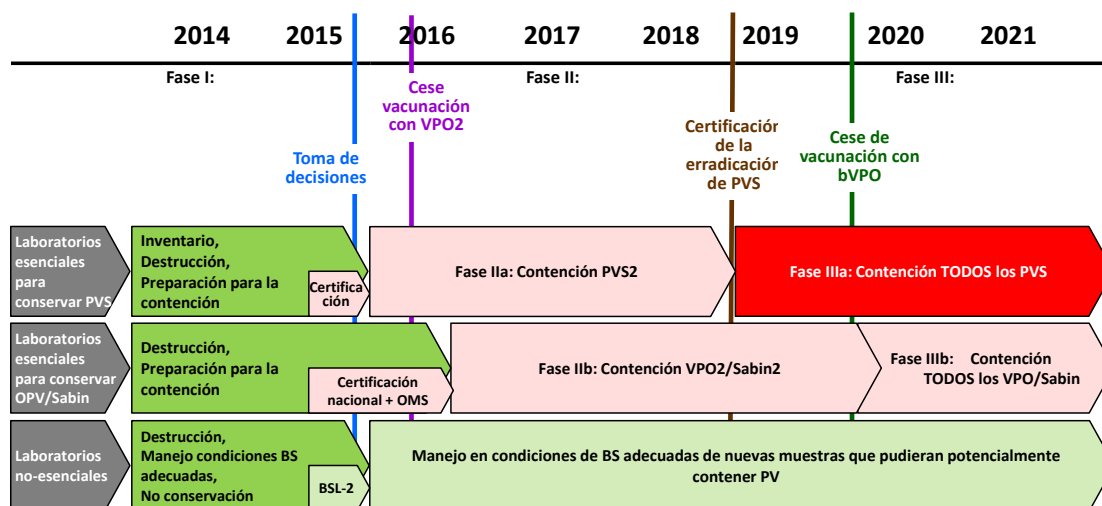 2014 2015 2016 2017 2018 2019 2020 2021
Fase I: Fase II: Fase III:
Cese
vacunación
con VPO2
Toma de
decisiones
Certificación
de la
erradicación
de PVS
Cese de
vacunación con
bVPO
Laboratorios
esenciales
para
conservar PVS
Inventario,
Destrucción,
Preparación para la
contención
Certifica
ción
Fase IIa: Contención PVS2
Fase IIIa: Contención TODOS los PVS
Laboratorios
esenciales
para conservar
OPV/Sabin
Destrucción,
Preparación para la
contención
Certificación
nacional + OMS
Fase IIb: Contención VPO2/Sabin2
Fase IIIb: Contención
TODOS los VPO/Sabin
Laboratorios
no-esenciales
Destrucción,
Manejo condiciones BS
adecuadas,
No conservación
BSL-2
Manejo en condiciones de BS adecuadas de nuevas muestras que pudieran potencialmente
contener PV